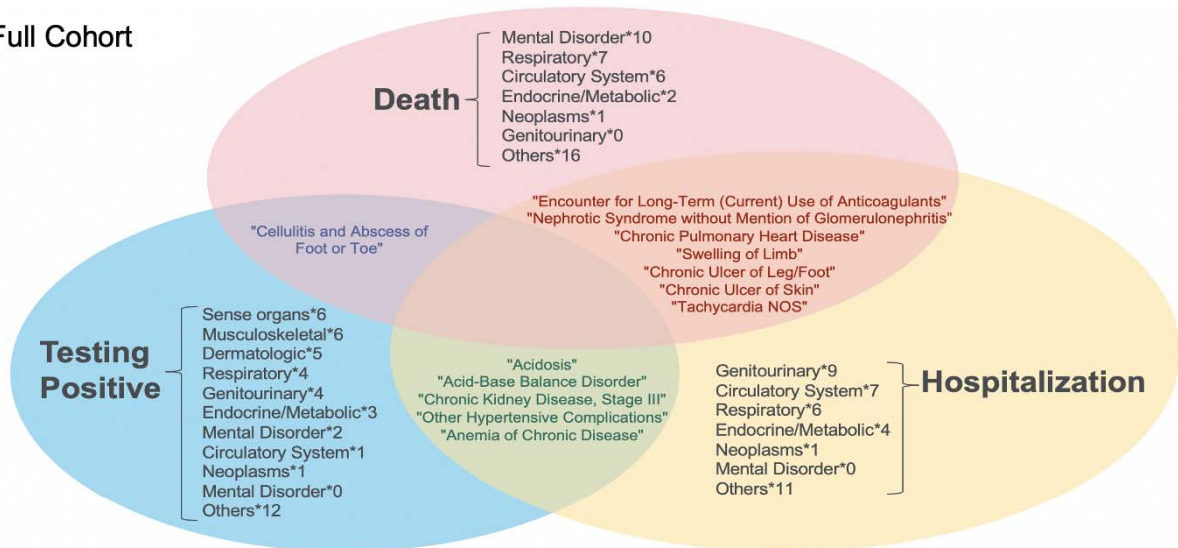 Full Cohort
Death
Mental Disorder*10
Respiratory*7
Circulatory System*6
Endocrine/Metabolic*2
Neoplasms*1
Genitourinary*0
Others*16
"Encounter for Long-Term (Current) Use of Anticoagulants"
"Nephrotic Syndrome without Mention of Glomerulonephritis"
"Chronic Pulmonary Heart Disease"
"Swelling of Limb"
"Chronic Ulcer of Leg/Foot"
"Chronic Ulcer of Skin"
"Tachycardia NOS"
"Cellulitis and Abscess of
Foot or Toe"
Testing
Positive
Sense organs*6
Musculoskeletal*6
Dermatologic*5
Respiratory*4
Genitourinary*4
Endocrine/Metabolic*3
Mental Disorder*2
Circulatory System*1
Neoplasms*1
Mental Disorder*0
Others*12
"Acidosis"
"Acid-Base Balance Disorder"
"Chronic Kidney Disease, Stage III"
"Other Hypertensive Complications"
"Anemia of Chronic Disease"
Genitourinary*9
Circulatory System*7
Respiratory*6
Endocrine/Metabolic*4
Neoplasms*1
Mental Disorder*0
Others*11
Hospitalization